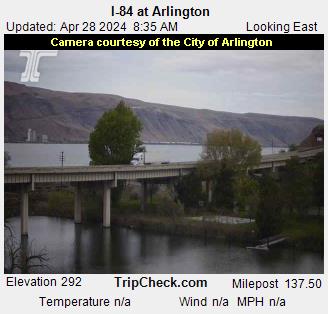 I-84 at Arlington
Updated: Apr 28 2024 8:35 AM Looking East
Camera courtesy of the City of Arlington
Elevation 292 TripCheck.com Milepost 137.50
Temperature n/a Wind n/a MPH n/a